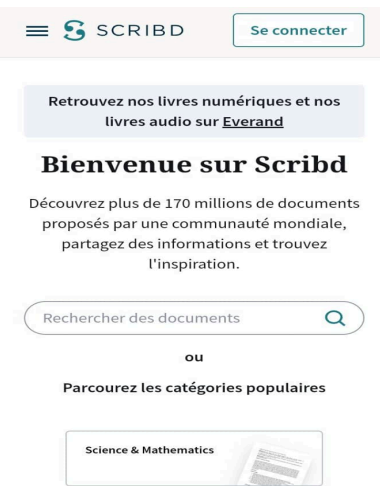 SCRIBD
Se connecter
Retrouvez nos livres numériques et nos
livres audio sur Everand
Bienvenue sur Scribd
Découvrez plus de 170 millions de documents
proposés par une communauté mondiale,
partagez des informations et trouvez
l'inspiration.
Rechercher des documents
ou
Parcourez les catégories populaires
Science & Mathematics